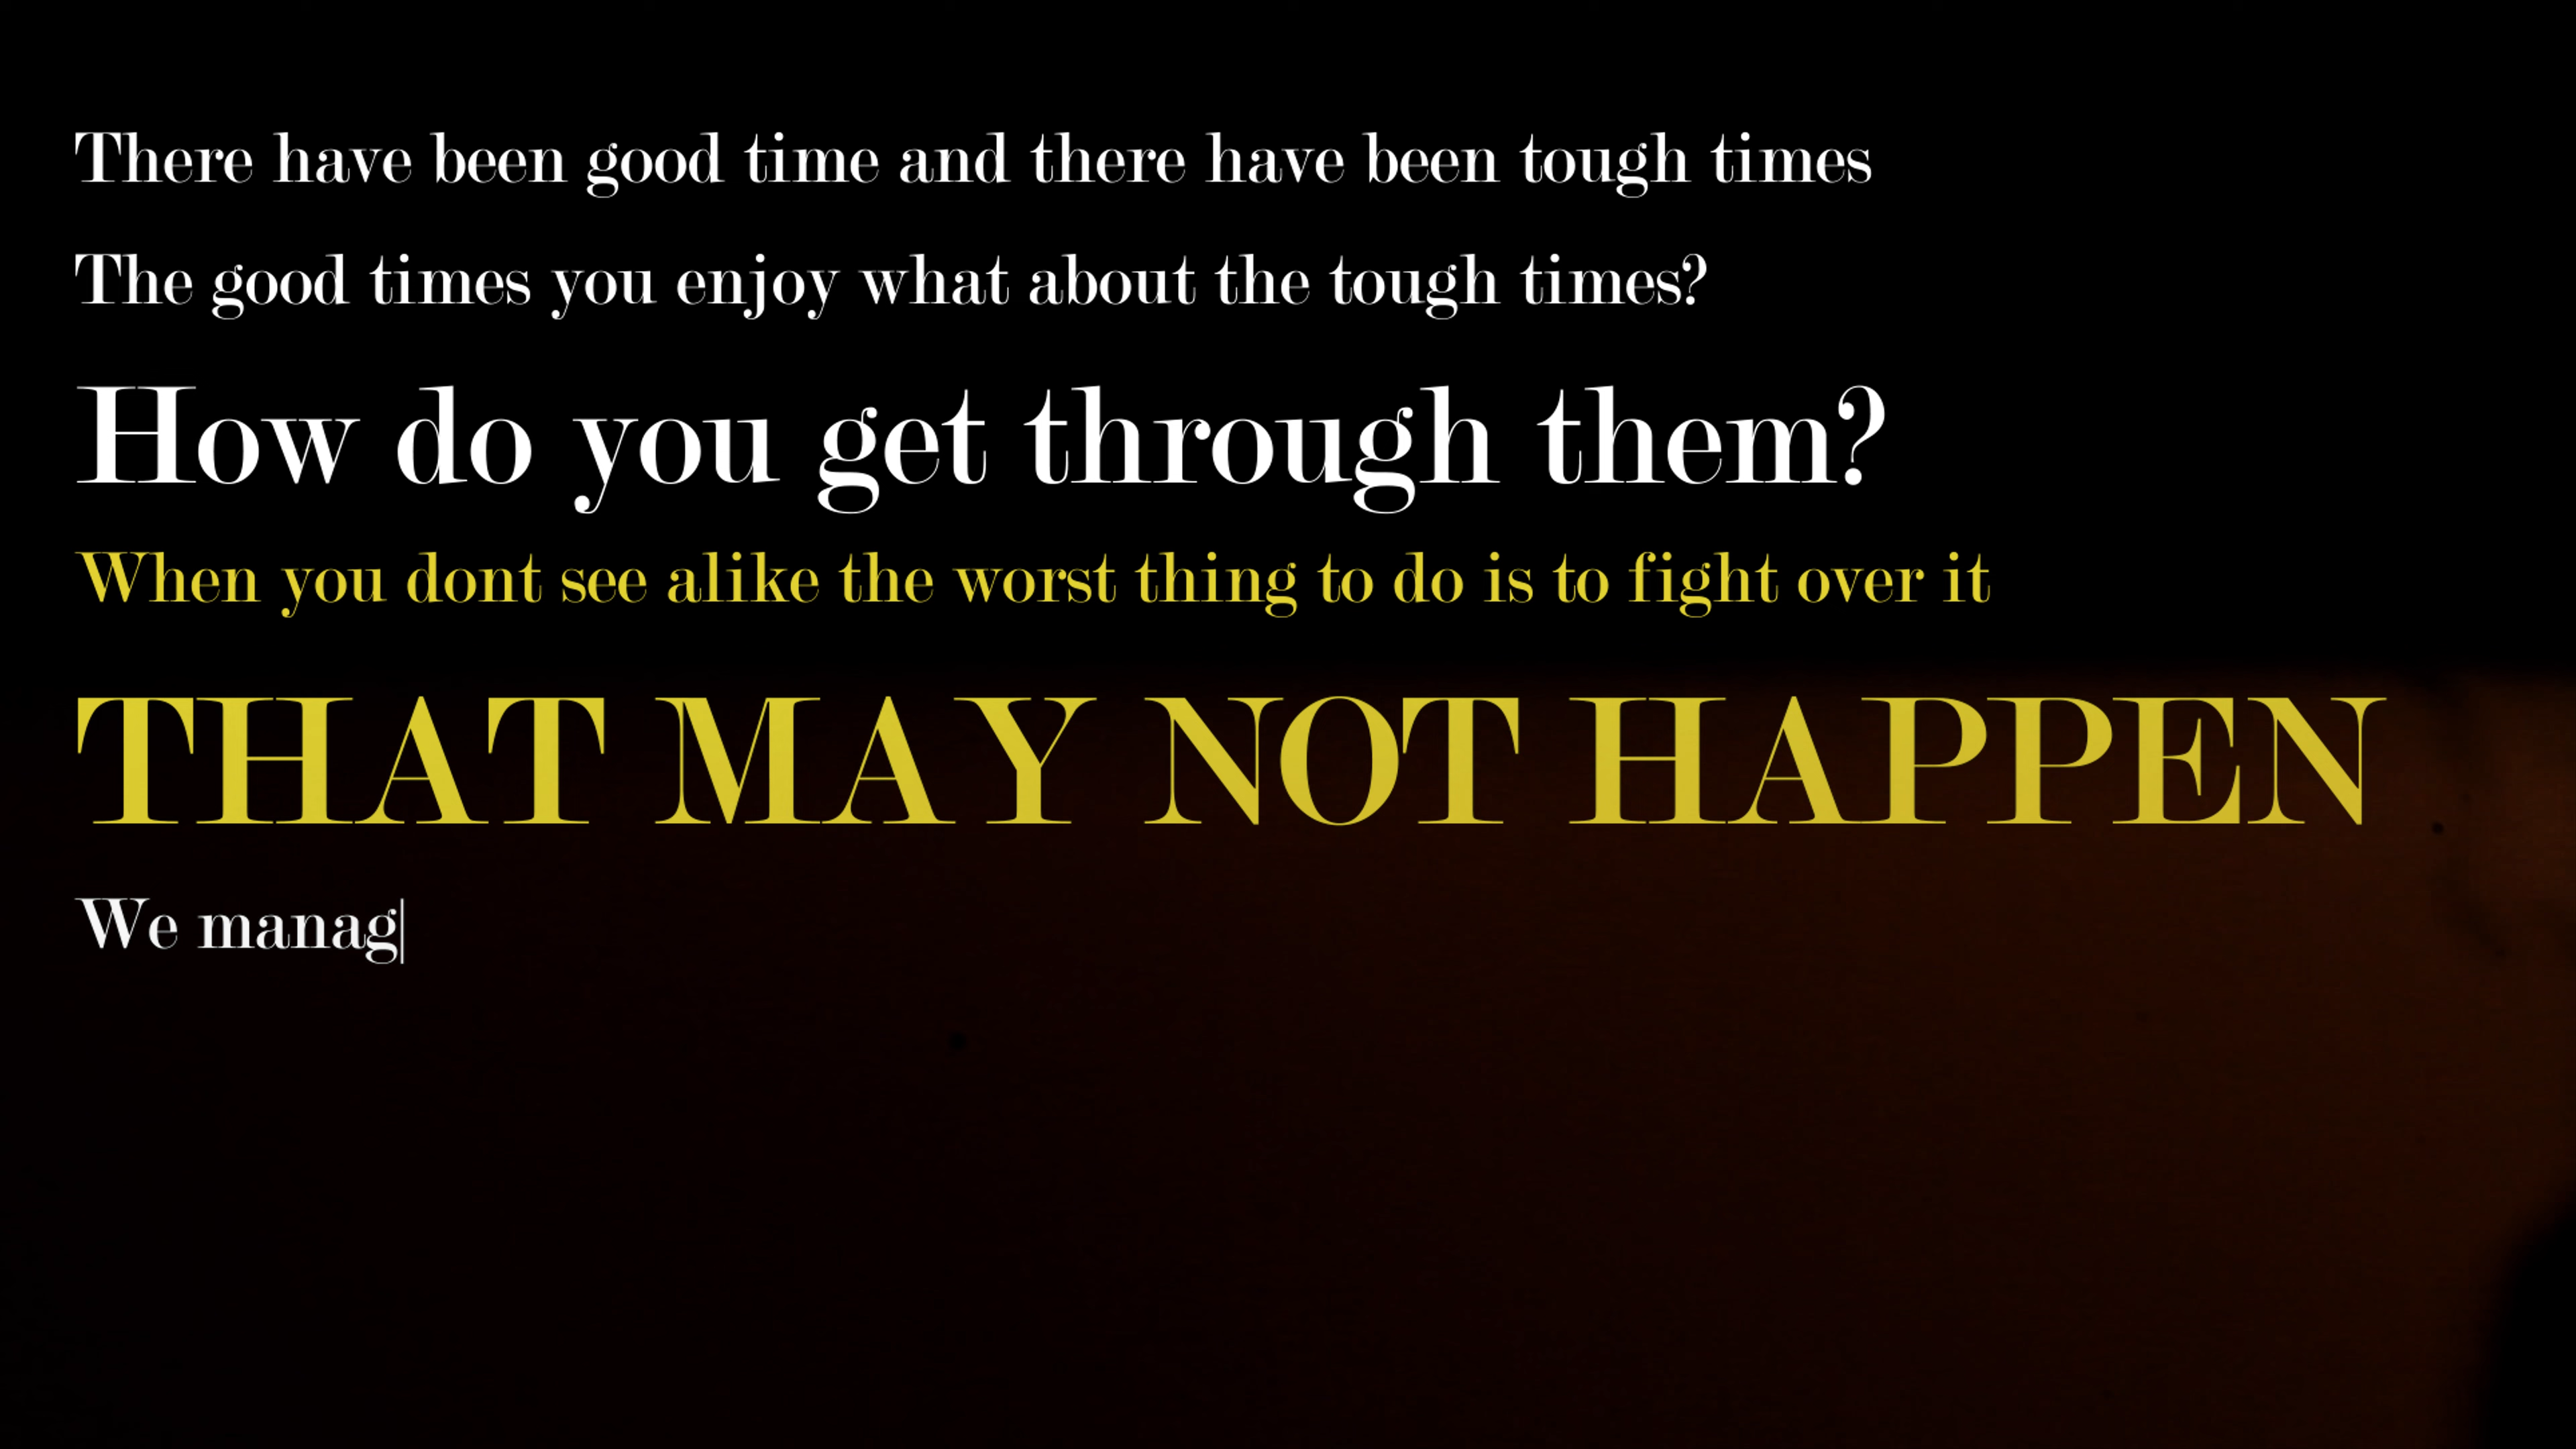 There have been good time and there have been tough times
The good times you enjoy what about the tough times?
How do you get through them?
When you dont see alike the worst thing to do is to fight over it
THAT MAY NOT HAPPEN
We manag